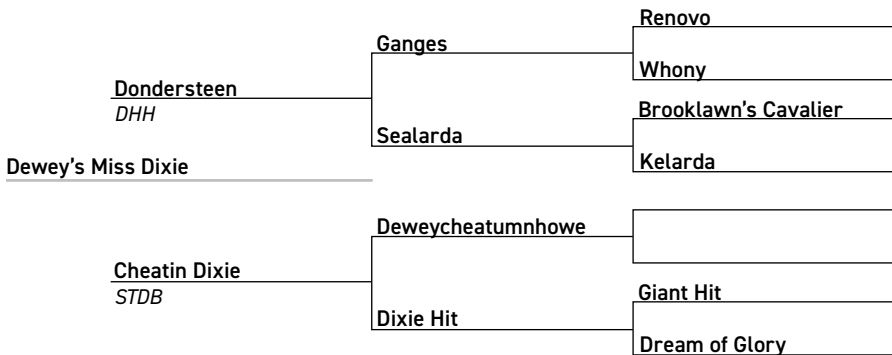 Renovo
Ganges
Whony
Dondersteen
DHH
Brooklawn's Cavalier
Sealarda
Kelarda
Dewey's Miss Dixie
Deweycheatumnhowe
Cheatin Dixie
STDB
Giant Hit
Dixie Hit
Dream of Glory